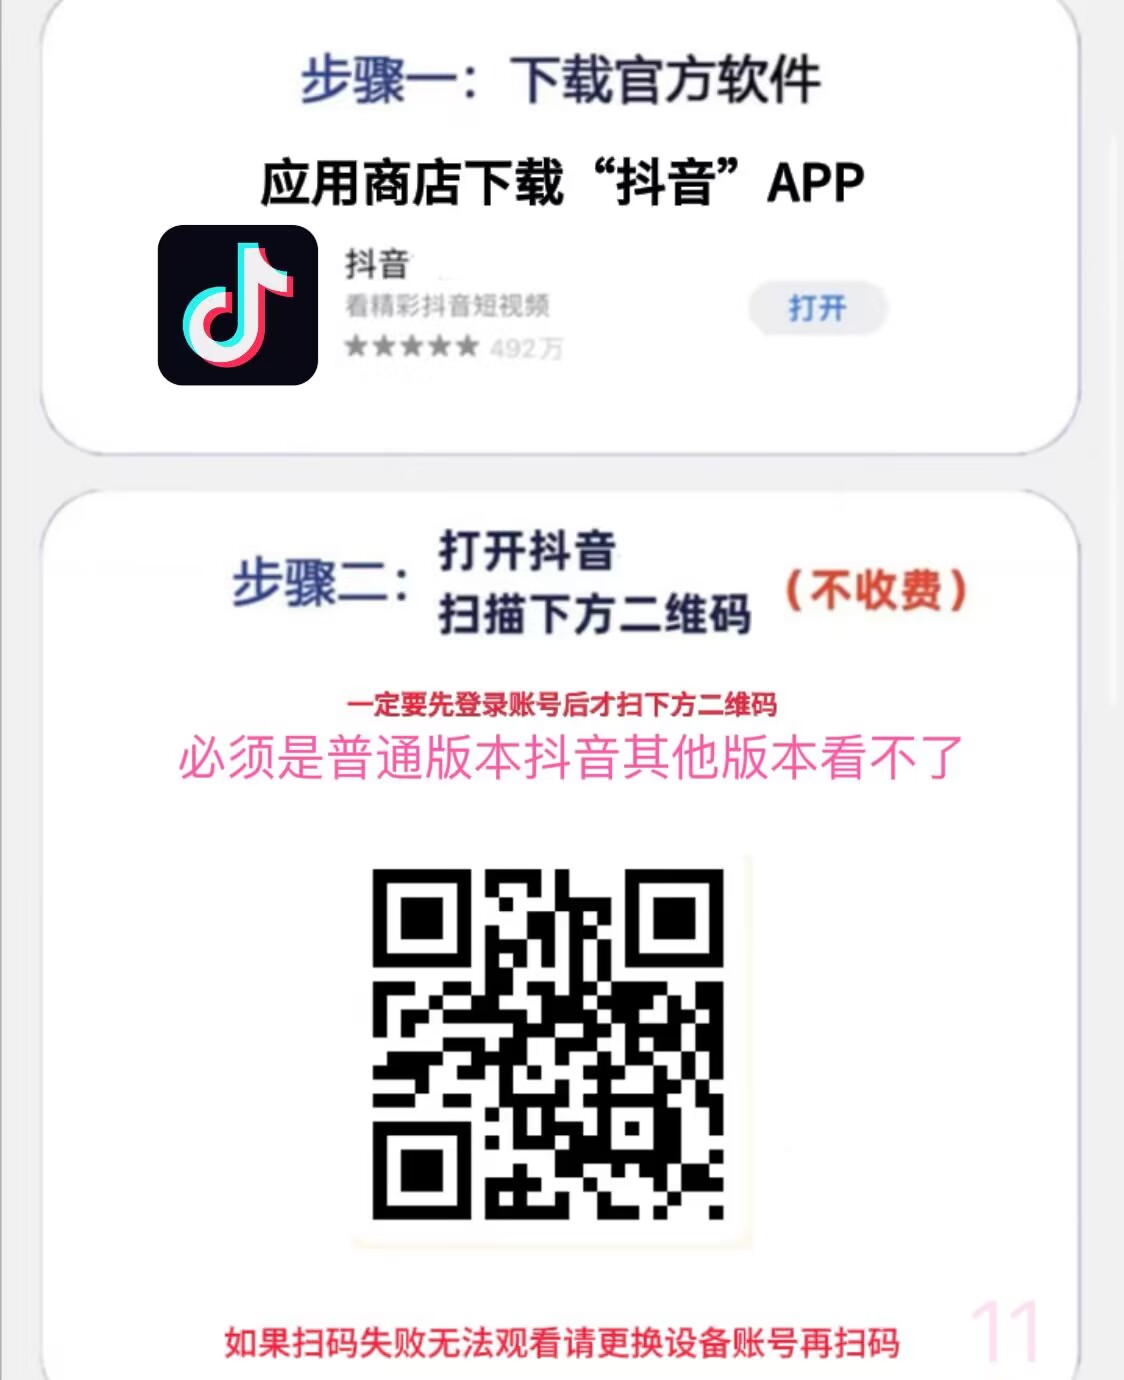 步骤一：下载官方软件
应用商店下载“抖音”APP
抖音
看精彩抖音短视频
★★★★★ 492万
打开
步骤二：打开抖音
扫描下方二维码
（不收费）
一定要先登录账号后才扫下方二维码
必须是普通版本抖音其他版本看不了
如果扫码失败无法观看请更换设备账号再扫码
11